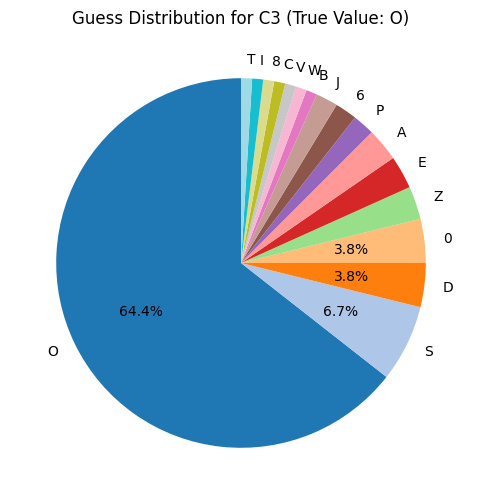 Guess Distribution for C3 (True Value: O)
T
I
8
C
V
W
B
J
6
P
A
E
Z
0
D
S
O
3.8%
3.8%
6.7%
64.4%